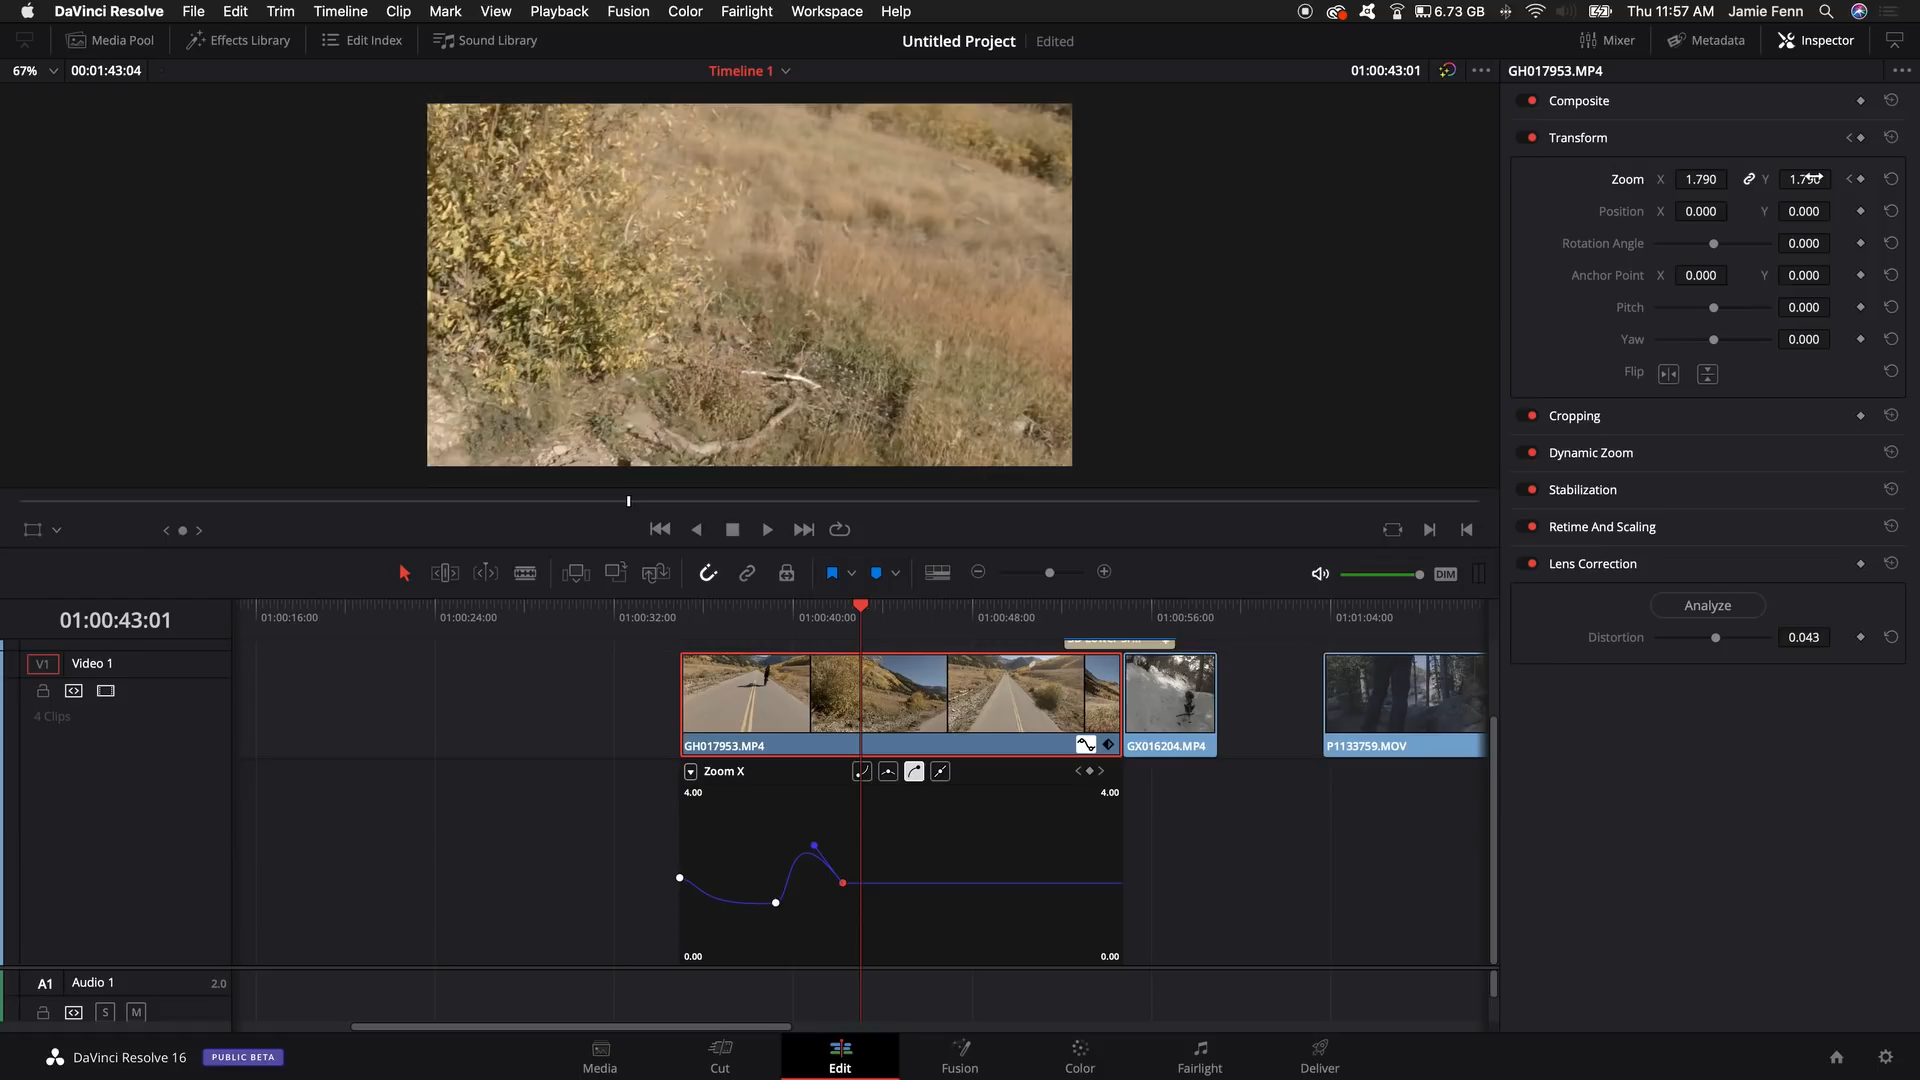 DaVinci Resolve File Edit Trim Timeline Clip Mark View Playback Fusion Color Fairlight Workspace Help 6.73 GB Thu 11:57 AM Jamie Fenn
Media Pool Effects Library Edit Index Sound Library Untitled Project Edited Mixer Metadata Inspector
67% 00:01:43:04 Timeline 1 01:00:43:01 GH017953.MP4
Composite
Transform
Zoom X 1.790 Y 1.790
Position X 0.000 Y 0.000
Rotation Angle 0.000
Anchor Point X 0.000 Y 0.000
Pitch 0.000
Yaw 0.000
Flip
Cropping
Dynamic Zoom
Stabilization
Retime And Scaling
Lens Correction
Analyze
Distortion 0.043
DIM
01:00:43:01 01:00:16:00 01:00:24:00 01:00:32:00 01:00:40:00 01:00:48:00 01:00:56:00 01:01:04:00
V1 Video 1
4 Clips
GH017953.MP4 GX016204.MP4 P1133759.MOV
Zoom X
4.00 4.00
0.00 0.00
A1 Audio 1 2.0
S M
DaVinci Resolve 16 PUBLIC BETA Media Cut Edit Fusion Color Fairlight Deliver